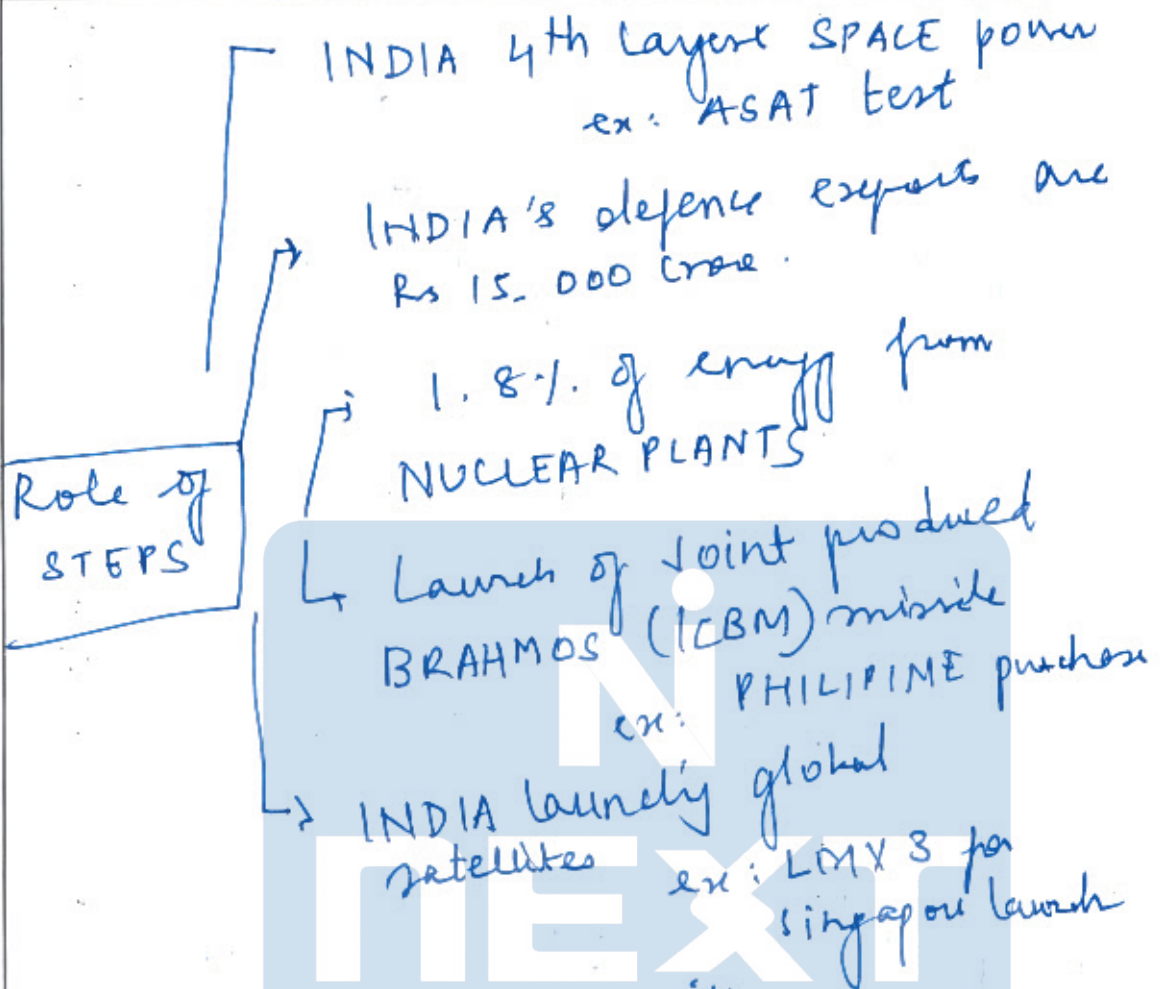 INDIA 4th Largest SPACE power
ex: ASAT test
INDIA's defence exports are
Rs 15,000 crore.
1.8% of energy from
NUCLEAR PLANTS
Role of
STEPS
Launch of Joint produced
BRAHMOS (ICBM) missile
ex: PHILIPINE purchase
INDIA launching global
satellites ex: LMV 3 for
singapore launch
Ni
nEXT